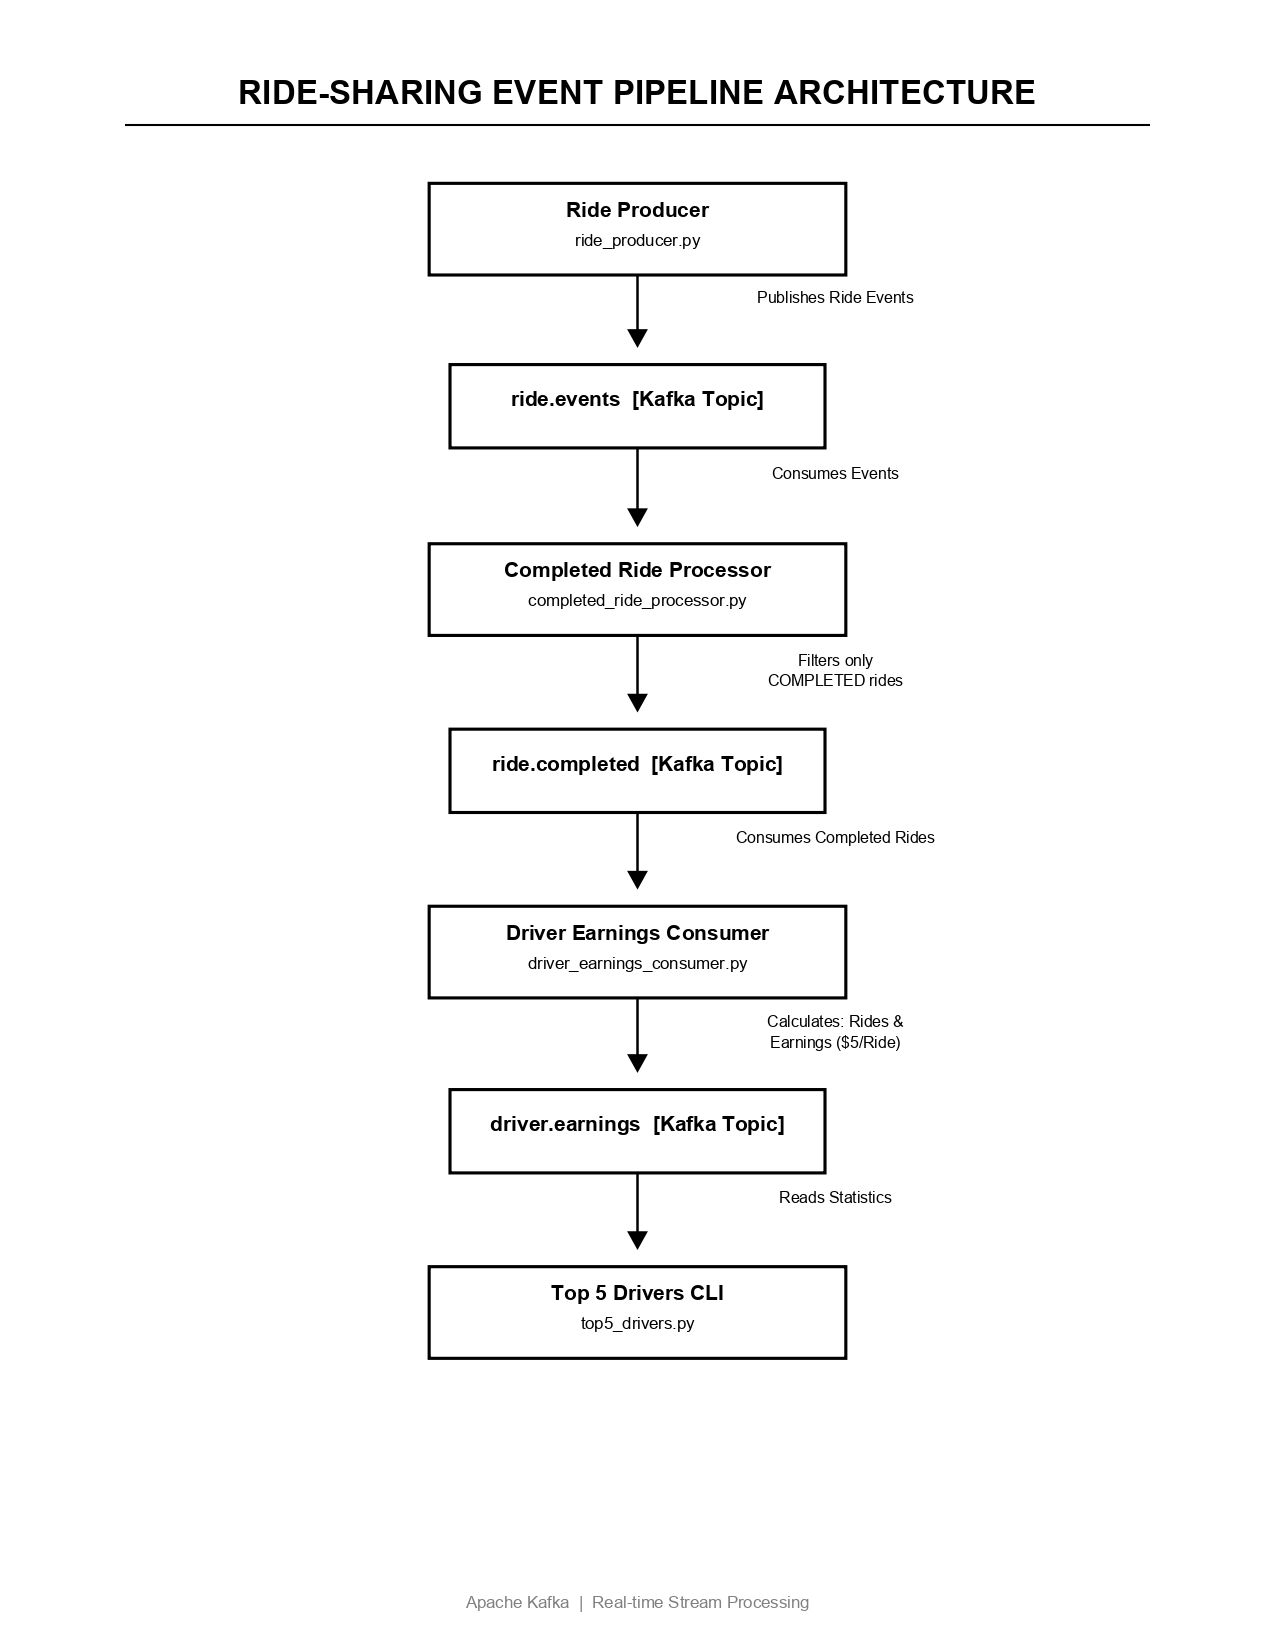 RIDE-SHARING EVENT PIPELINE ARCHITECTURE
Ride Producer
ride_producer.py
Publishes Ride Events
ride.events [Kafka Topic]
Consumes Events
Completed Ride Processor
completed_ride_processor.py
Filters only
COMPLETED rides
ride.completed [Kafka Topic]
Consumes Completed Rides
Driver Earnings Consumer
driver_earnings_consumer.py
Calculates: Rides &
Earnings ($5/Ride)
driver.earnings [Kafka Topic]
Reads Statistics
Top 5 Drivers CLI
top5_drivers.py
Apache Kafka | Real-time Stream Processing